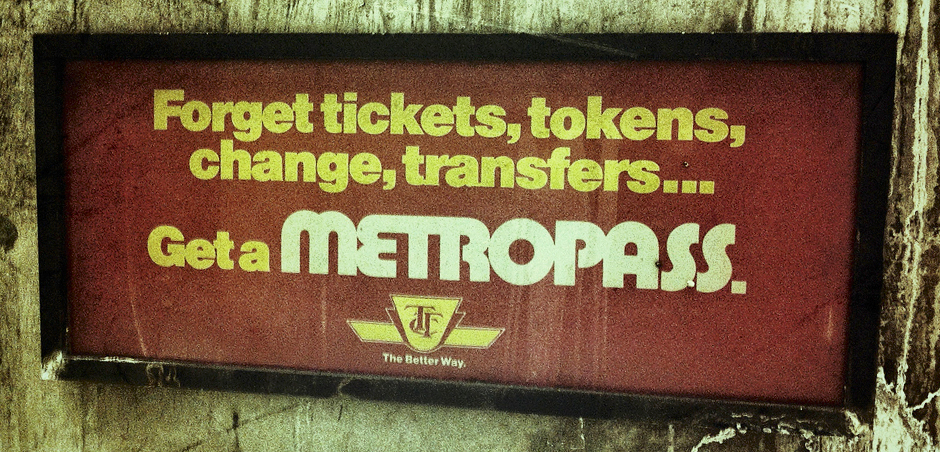 Forget tickets, tokens,
change, transfers...
Get a METROPASS.
TTC
The Better Way.